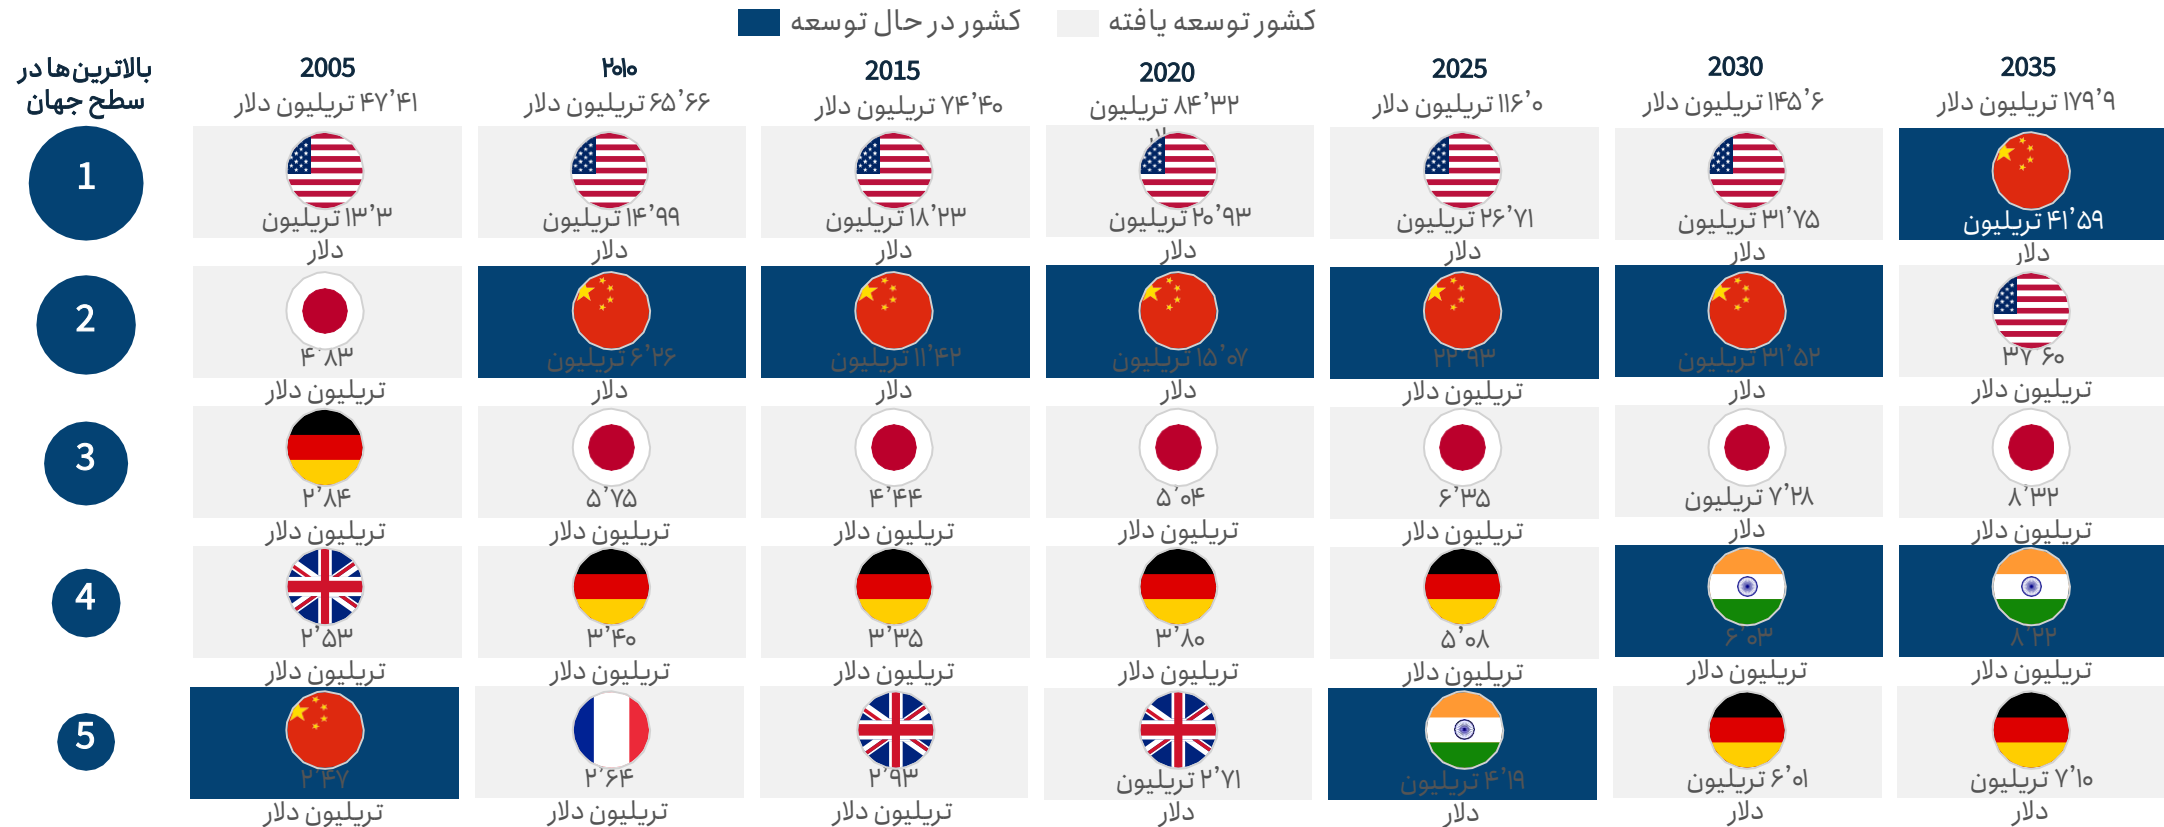 کشور توسعه یافته
کشور در حال توسعه
بالاترین‌ها در
سطح جهان
2005
۴۷٬۴۱ تریلیون دلار
۲۰۱۰
۶۵٬۶۶ تریلیون دلار
2015
۷۴٬۴۰ تریلیون دلار
2020
۸۴٬۳۲ تریلیون
2025
۱۱۶٬۰ تریلیون دلار
2030
۱۴۵٬۶ تریلیون دلار
2035
۱۷۹٬۹ تریلیون دلار
1
۱۳٬۳ تریلیون
دلار
۱۴٬۹۹ تریلیون
دلار
۱۸٬۲۳ تریلیون
دلار
۲۰٬۹۳ تریلیون
دلار
۲۶٬۷۱ تریلیون
دلار
۳۱٬۷۵ تریلیون
دلار
۴۱٬۵۹ تریلیون
دلار
2
۴٬۸۳
تریلیون دلار
۶٬۲۶ تریلیون
دلار
۱۱٬۴۲ تریلیون
دلار
۱۵٬۰۷ تریلیون
دلار
۲۲٬۹۳
تریلیون دلار
۳۱٬۵۲ تریلیون
دلار
۳۷٬۶۰
تریلیون دلار
3
۲٬۸۴
تریلیون دلار
۵٬۷۵
تریلیون دلار
۴٬۴۴
تریلیون دلار
۵٬۰۴
تریلیون دلار
۶٬۳۵
تریلیون دلار
۷٬۲۸ تریلیون
دلار
۸٬۳۲
تریلیون دلار
4
۲٬۵۳
تریلیون دلار
۳٬۴۰
تریلیون دلار
۳٬۳۵
تریلیون دلار
۳٬۸۰
تریلیون دلار
۵٬۰۸
تریلیون دلار
۶٬۰۳
تریلیون دلار
۸٬۲۲
تریلیون دلار
5
۲٬۴۷
تریلیون دلار
۲٬۶۴
تریلیون دلار
۲٬۹۳
تریلیون دلار
۲٬۷۱ تریلیون
دلار
۴٬۱۹ تریلیون
دلار
۶٬۰۱ تریلیون
دلار
۷٬۱۰ تریلیون
دلار